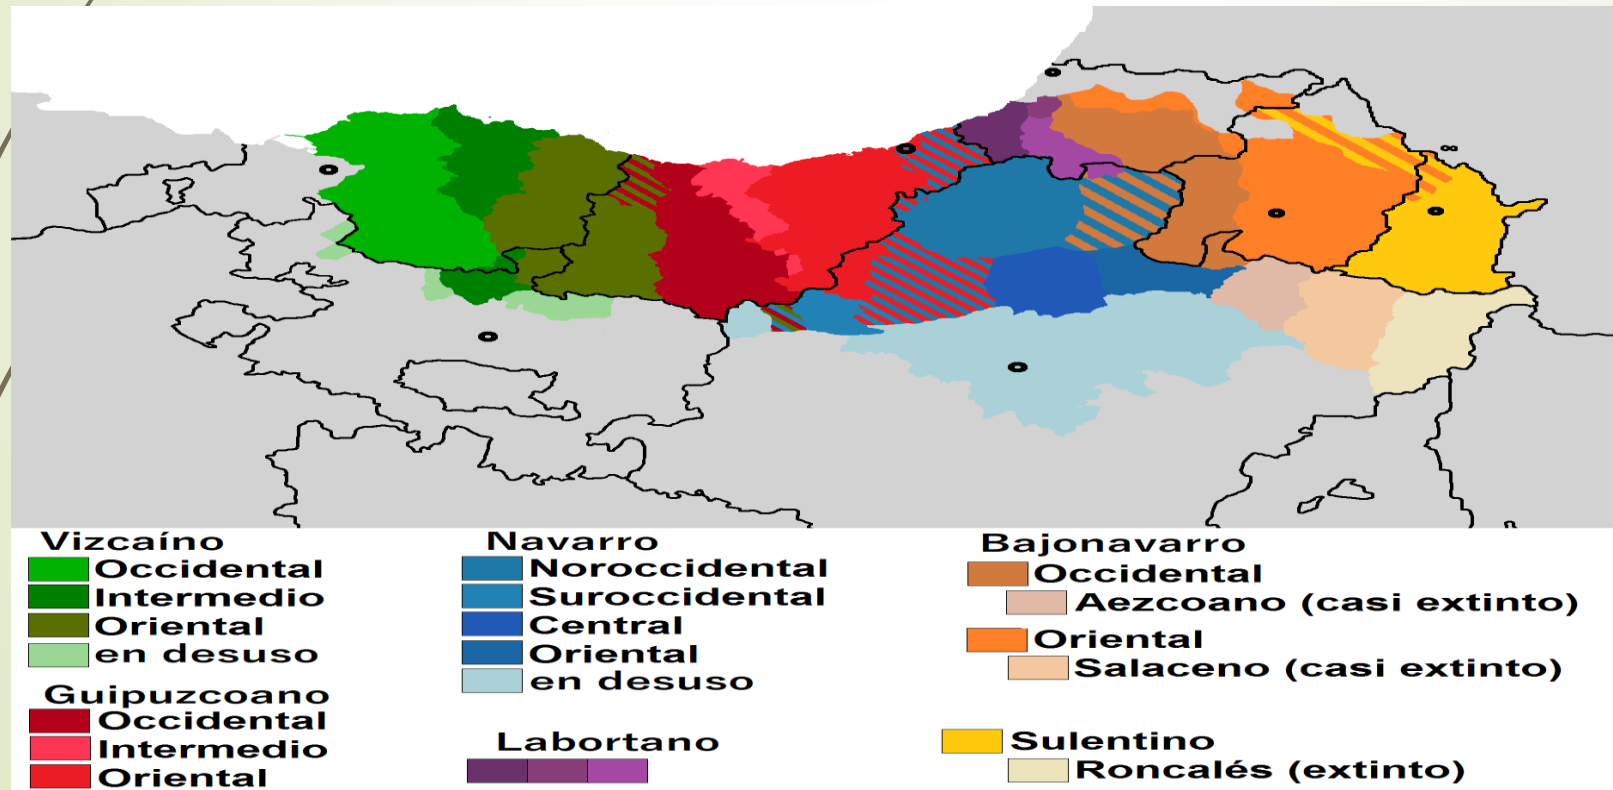 Vizcaíno
Occidental
Intermedio
Oriental
en desuso
Guipuzcoano
Occidental
Intermedio
Oriental
Navarro
Noroccidental
Suroccidental
Central
Oriental
en desuso
Labortano
Bajonavarro
Occidental
Aezcoano (casi extinto)
Oriental
Salaceno (casi extinto)
Sulentino
Roncalés (extinto)